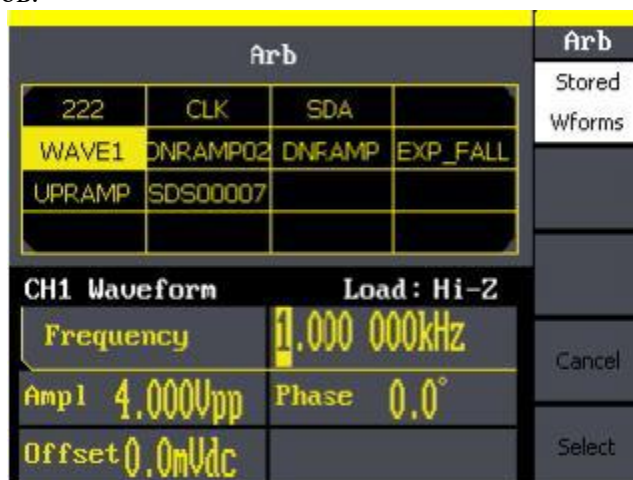 Arb
Arb
Stored
Wforms
222 CLK SDA
WAVE1 DNRAMP02 DNRAMP EXP_FALL
UPRAMP SDS00007
CH1 Waveform Load: Hi-Z
Frequency 1.000 000kHz
Ampl 4.000Vpp Phase 0.0°
Offset 0.0mVdc
Cancel
Select